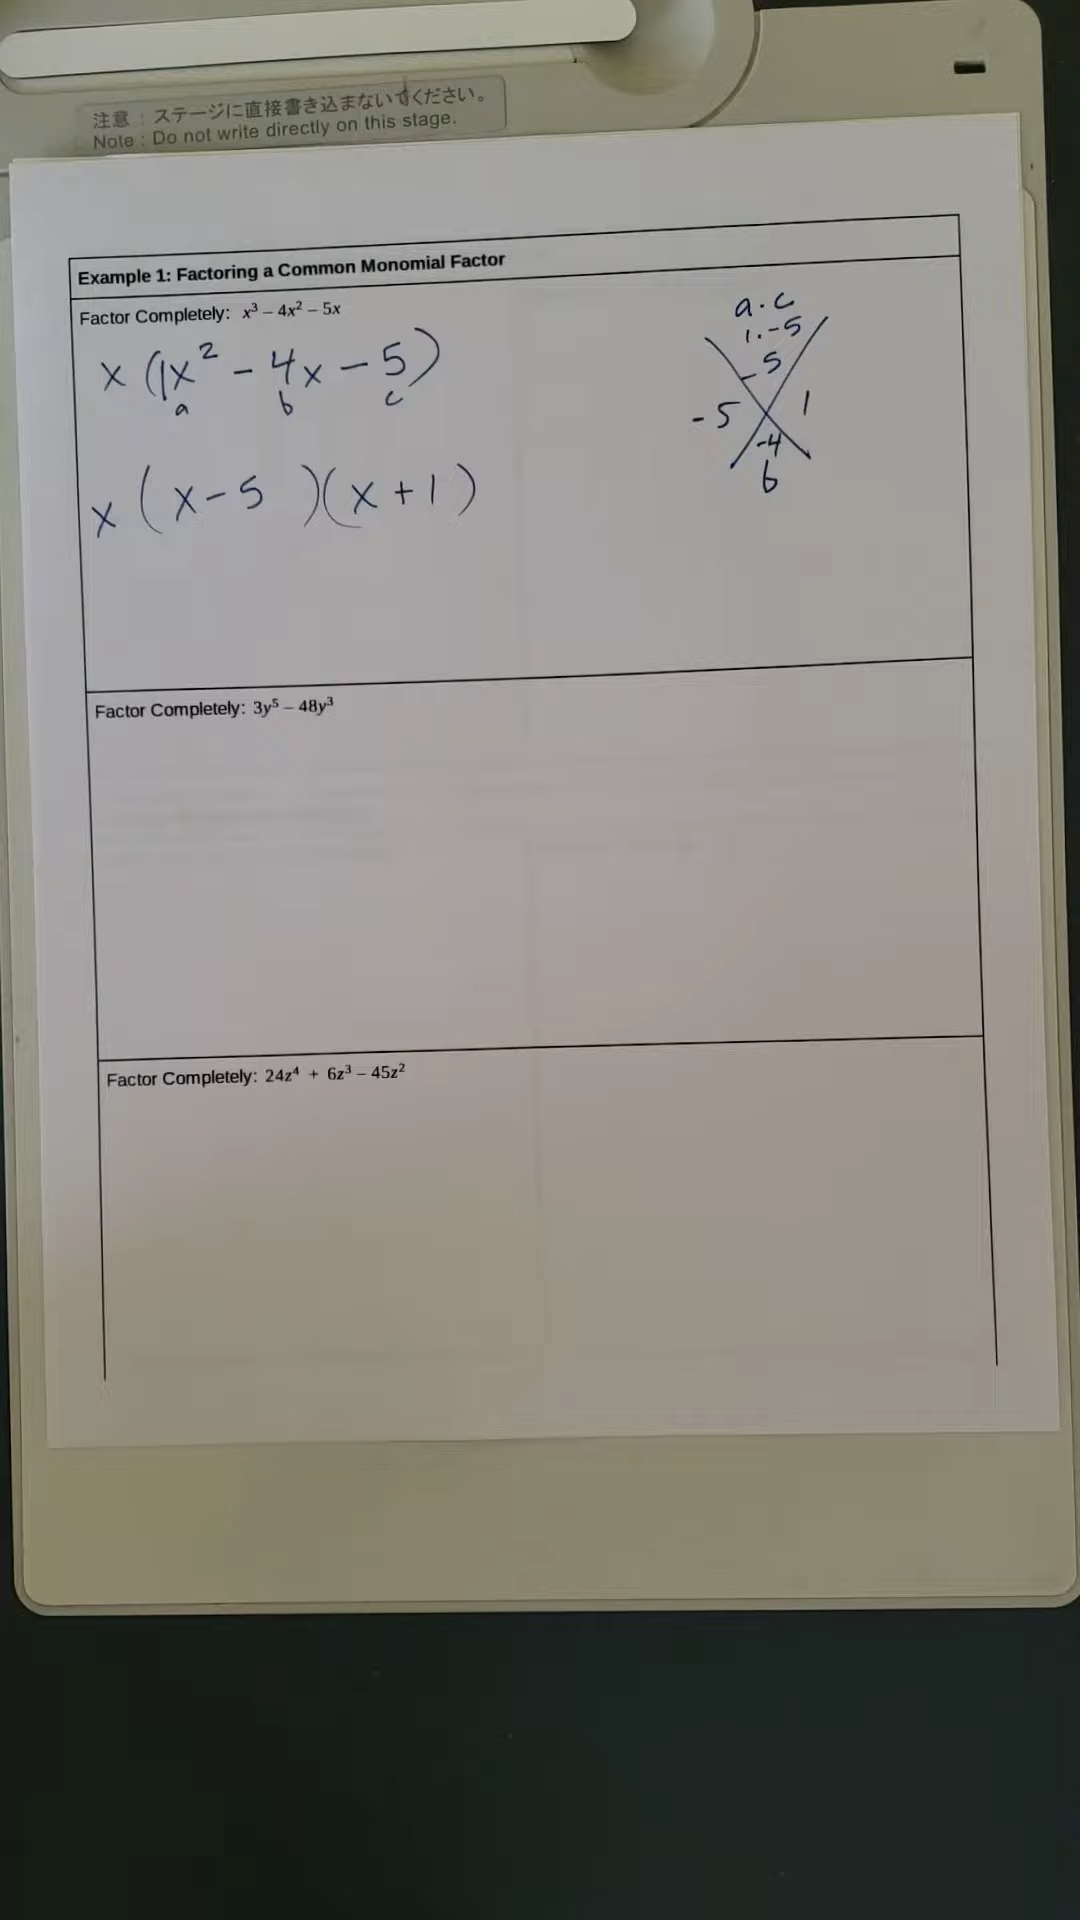 注意：ステージに直接書き込まないでください。
Note : Do not write directly on this stage.
Example 1: Factoring a Common Monomial Factor
Factor Completely: x³ – 4x² – 5x
x (1x² - 4x - 5)
a b c
x (x - 5 )(x + 1 )
a · c
1 · -5
-5
-5 1
-4
b
Factor Completely: 3y⁵ – 48y³
Factor Completely: 24z⁴ + 6z³ – 45z²